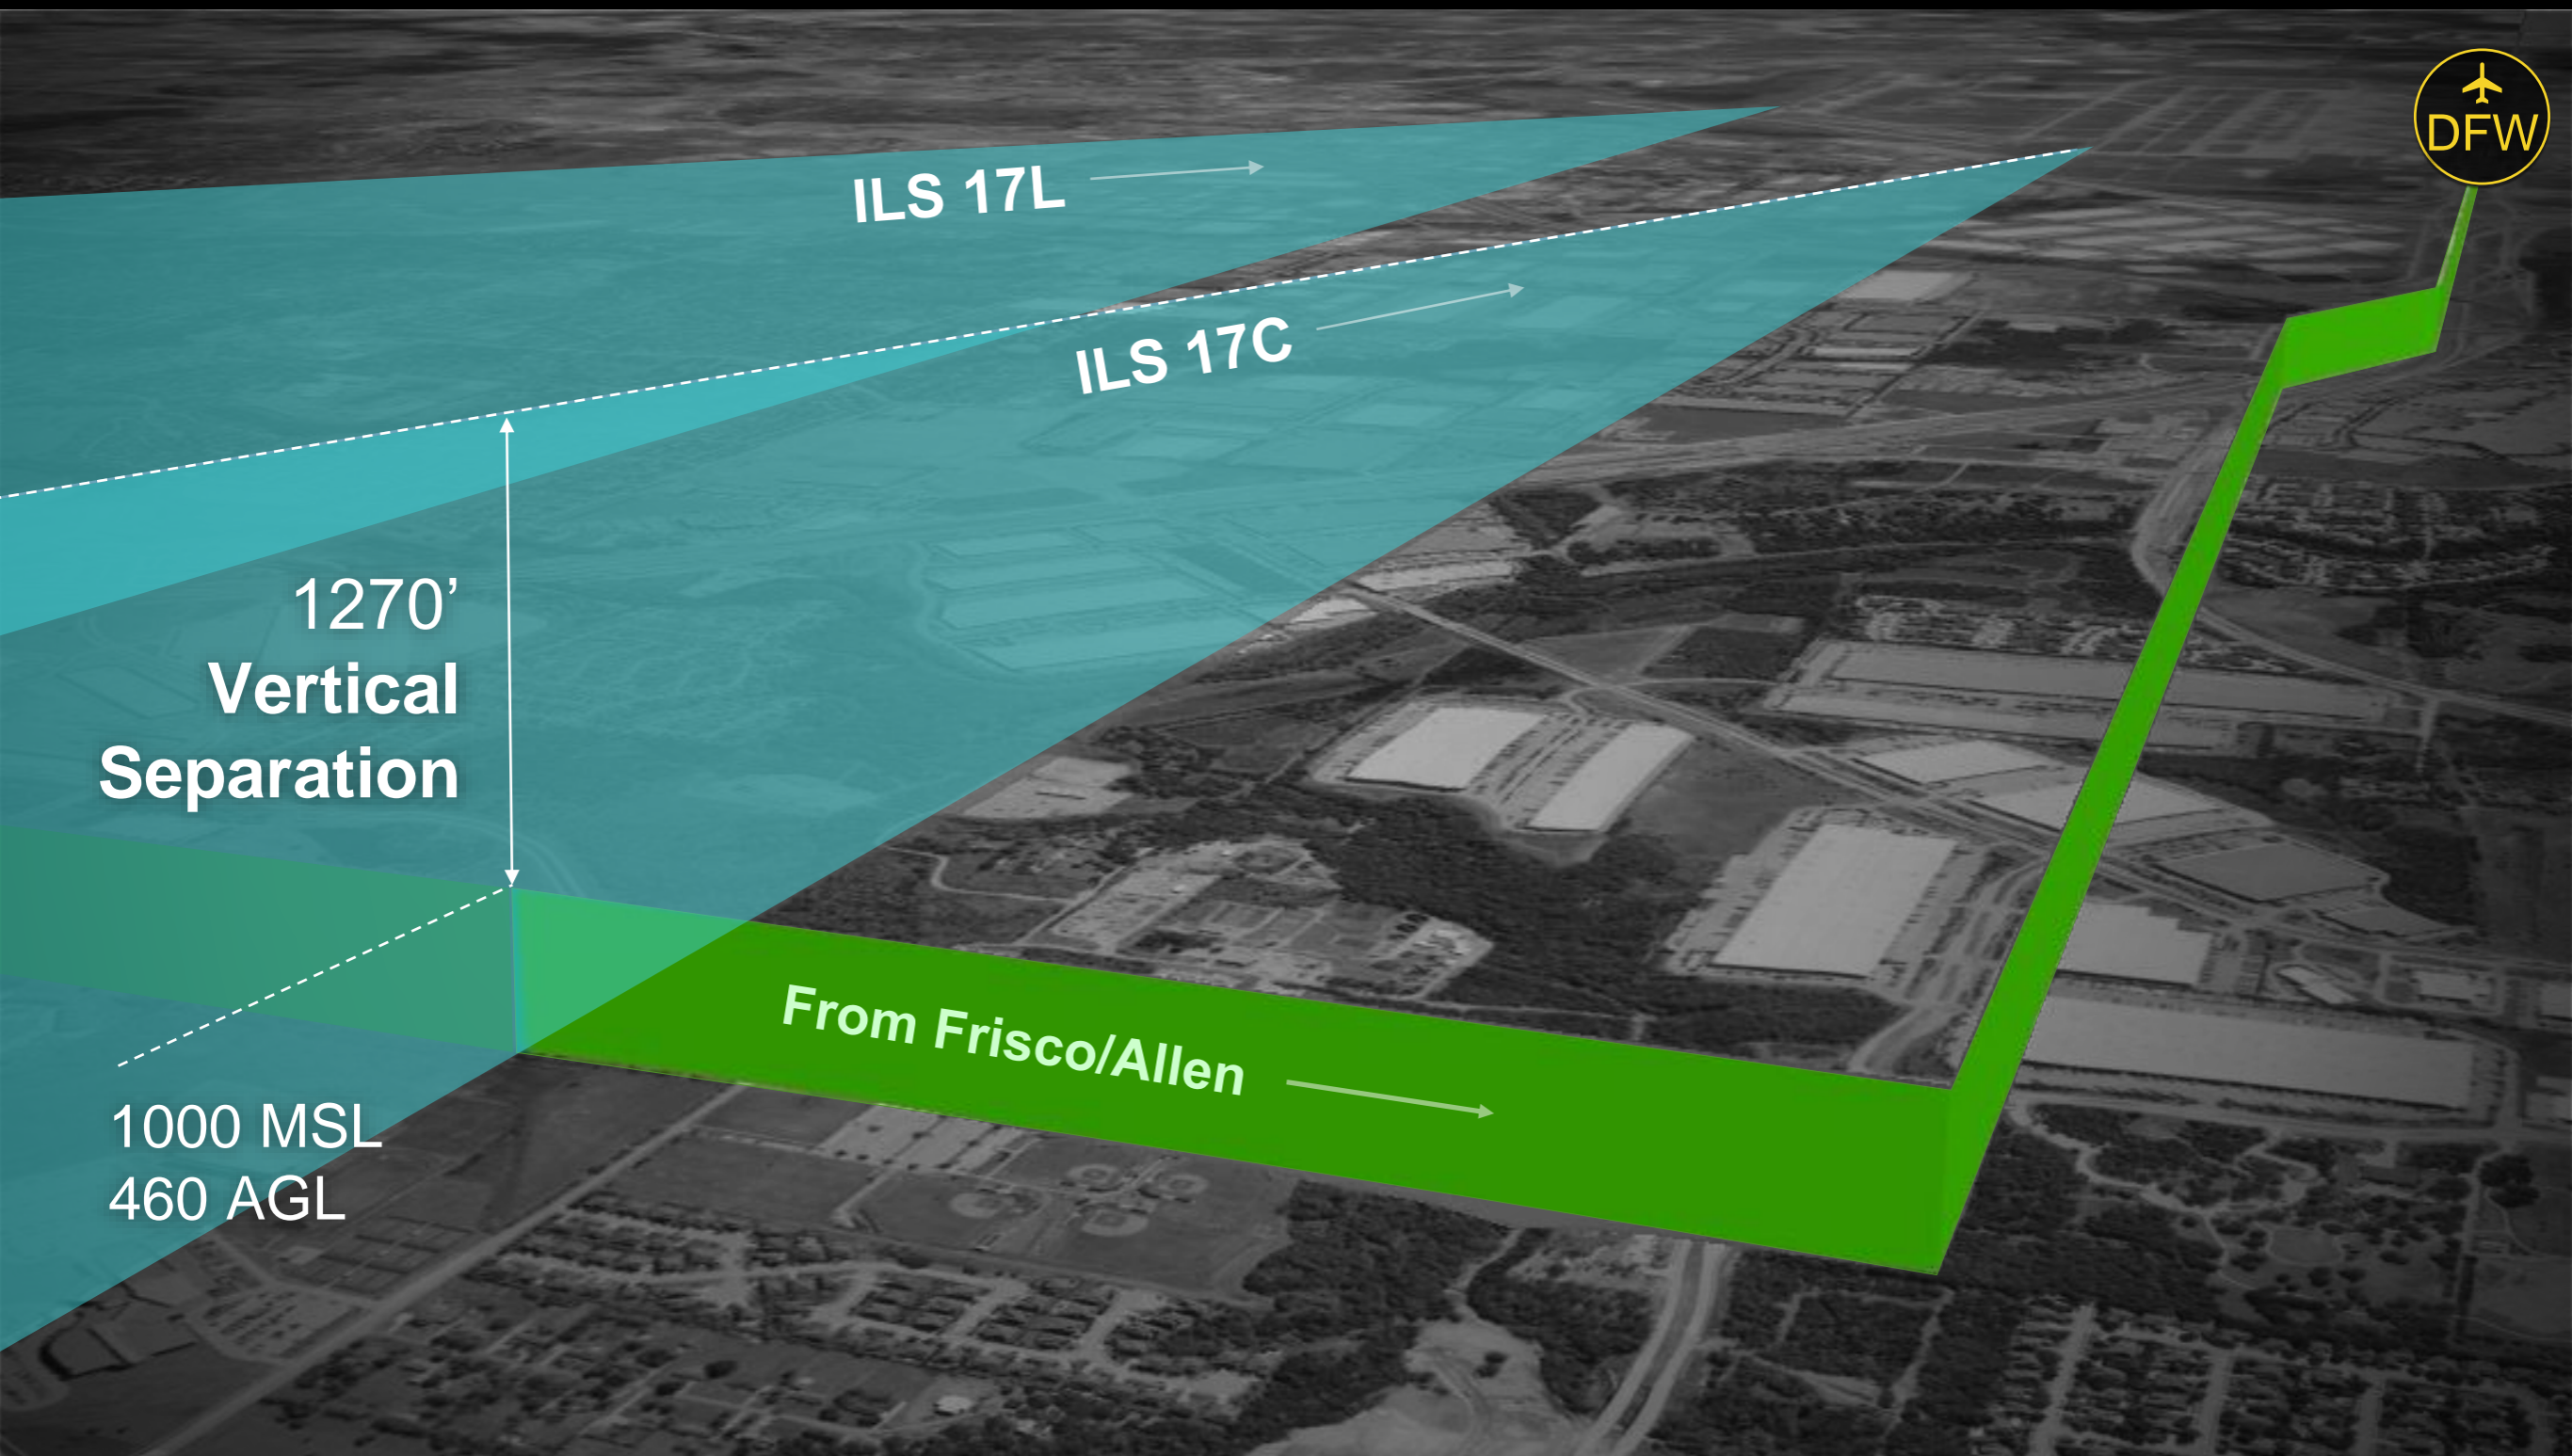 DFW
ILS 17L
ILS 17C
1270’
Vertical
Separation
From Frisco/Allen
1000 MSL
460 AGL